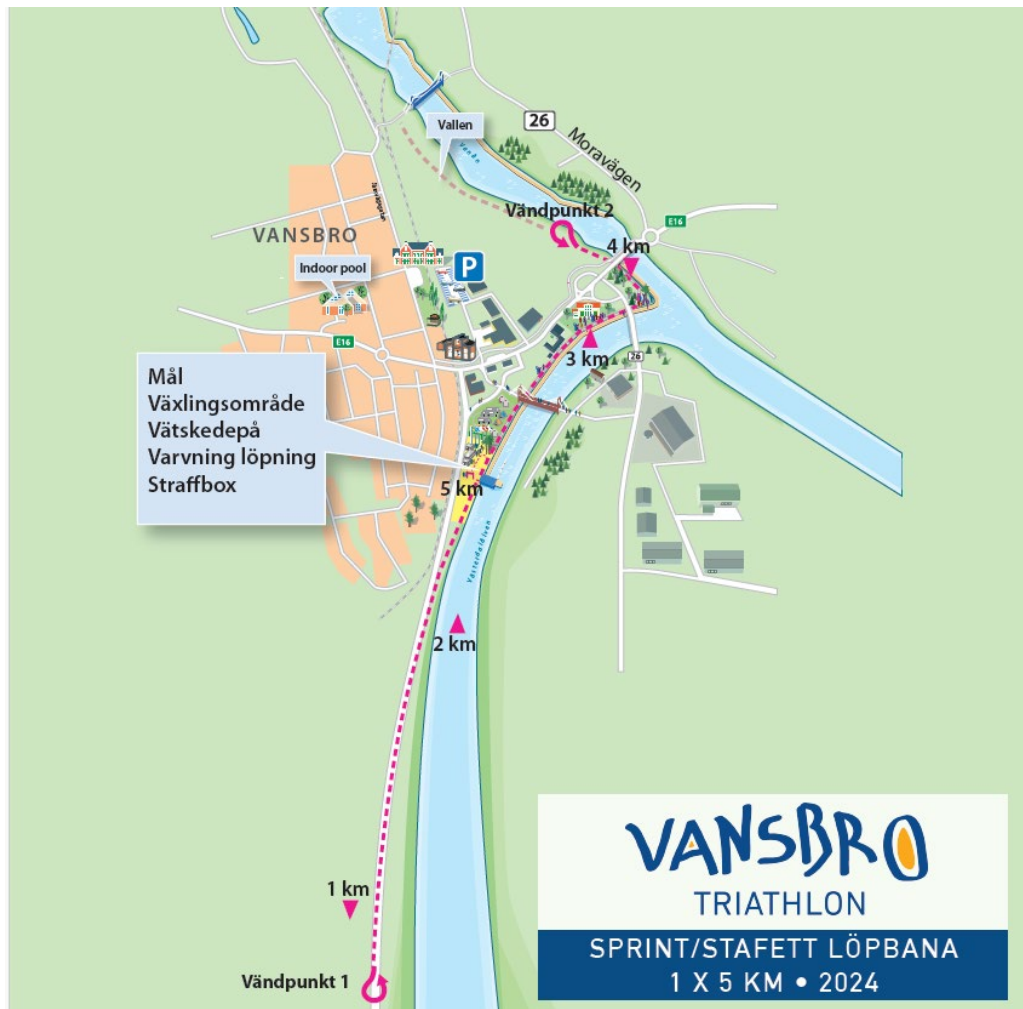 26
Moravägen
Vallen
Vanån
Vändpunkt 2
E16
4 km
VANSBRO
P
Indoor pool
E16
3 km
26
Mål
Växlingsområde
Vätskedepå
Varvning löpning
Straffbox
5 km
Västerdalälven
2 km
1 km
Vändpunkt 1
VANSBRO
TRIATHLON
SPRINT/STAFETT LÖPBANA
1 X 5 KM • 2024